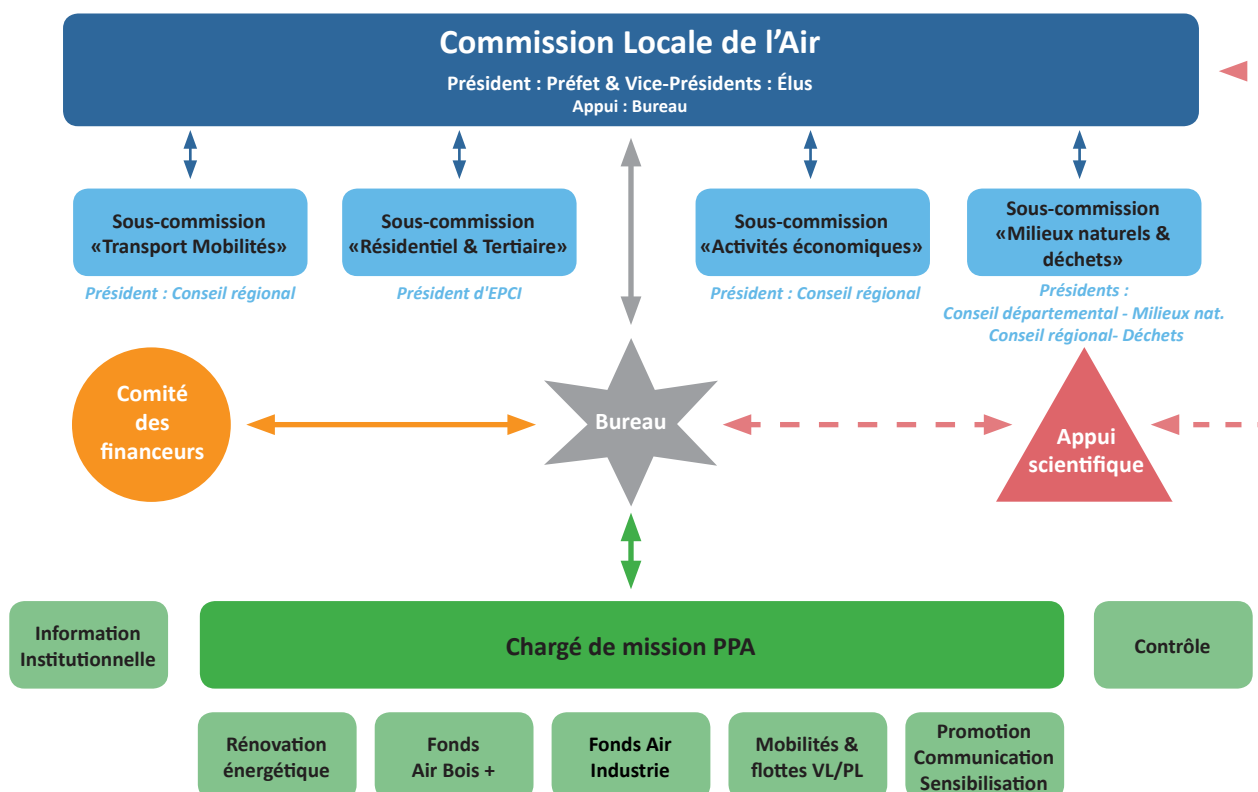 Commission Locale de l’Air
Président : Préfet & Vice-Présidents : Élus
Appui : Bureau
Sous-commission
«Transport Mobilités»
Président : Conseil régional
Sous-commission
«Résidentiel & Tertiaire»
Président d'EPCI
Sous-commission
«Activités économiques»
Président : Conseil régional
Sous-commission
«Milieux naturels &
déchets»
Présidents :
Conseil départemental - Milieux nat.
Conseil régional- Déchets
Comité
des
financeurs
Bureau
Appui
scientifique
Information
Institutionnelle
Chargé de mission PPA
Contrôle
Rénovation
énergétique
Fonds
Air Bois +
Fonds Air
Industrie
Mobilités &
flottes VL/PL
Promotion
Communication
Sensibilisation